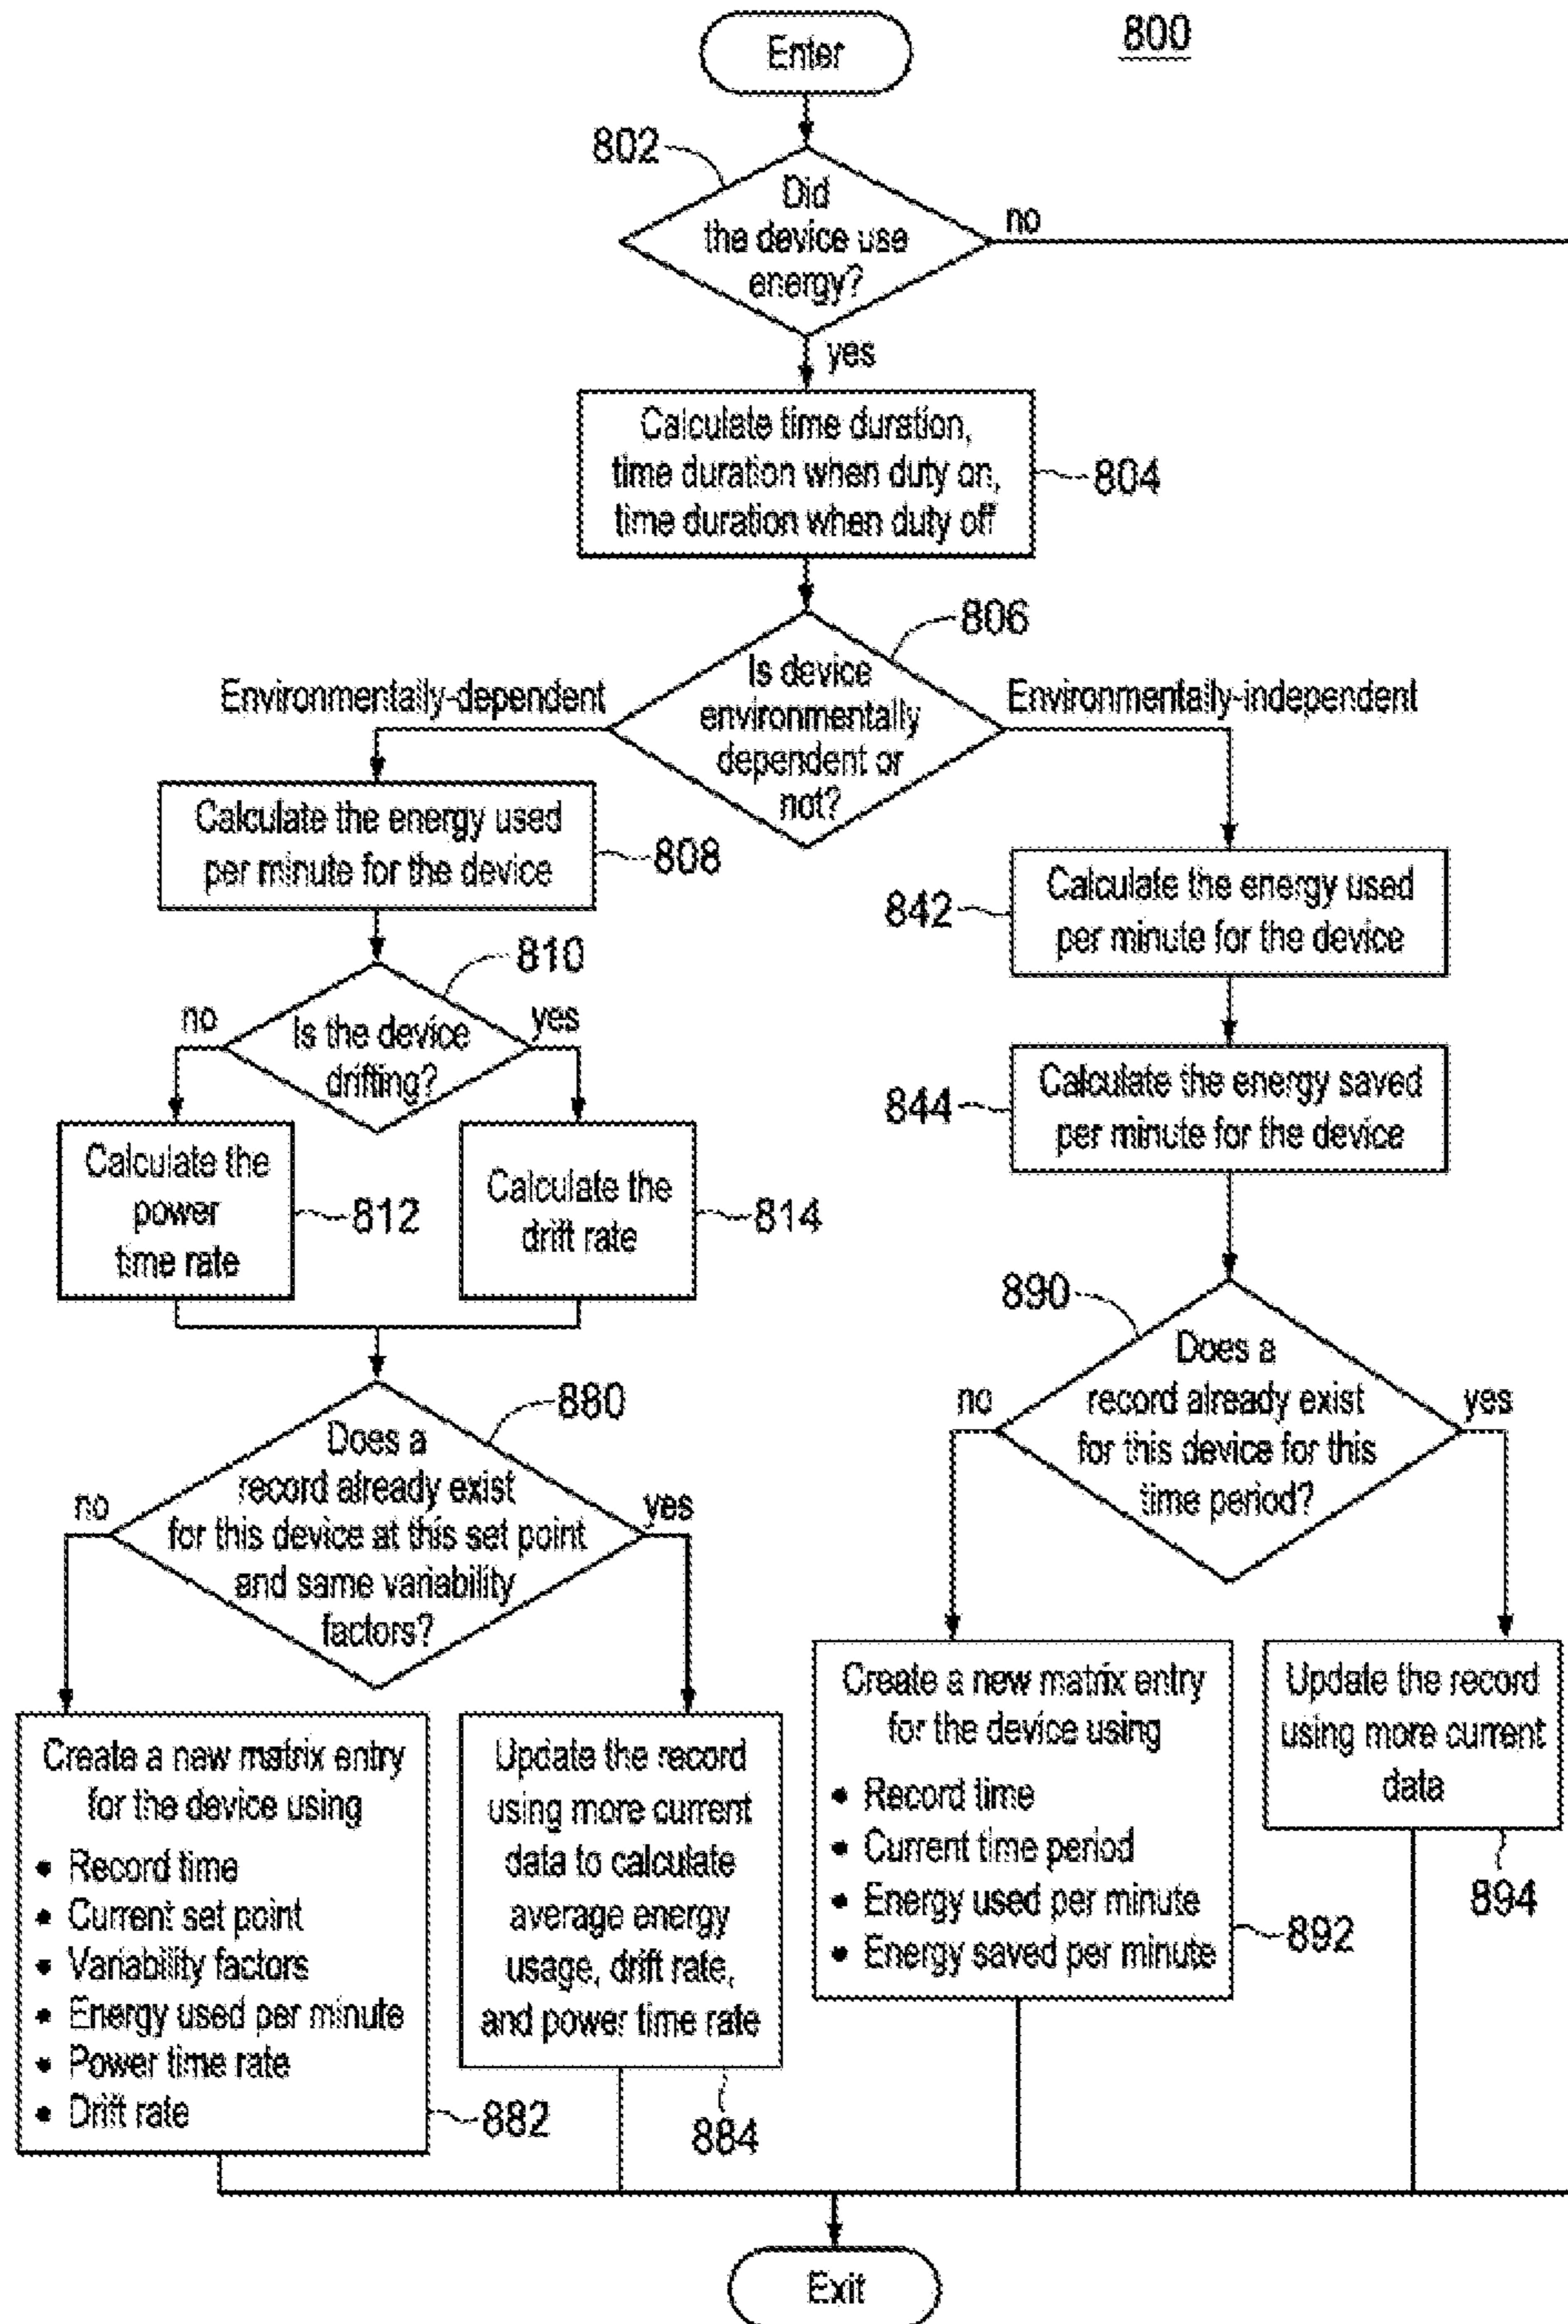 800
Enter
802
Did
the device use
energy?
no
yes
Calculate time duration,
time duration when duty on,
time duration when duty off
804
806
Is device
environmentally
dependent or
not?
Environmentally-dependent
Environmentally-independent
Calculate the energy used
per minute for the device
808
810
Is the device
drifting?
no
yes
Calculate the
power
time rate
812
Calculate the
drift rate
814
880
Does a
record already exist
for this device at this set point
and same variability
factors?
no
yes
Create a new matrix entry
for the device using
• Record time
• Current set point
• Variability factors
• Energy used per minute
• Power time rate
• Drift rate
882
Update the record
using more current
data to calculate
average energy
usage, drift rate,
and power time rate
884
842
Calculate the energy used
per minute for the device
844
Calculate the energy saved
per minute for the device
890
Does a
record already exist
for this device for this
time period?
no
yes
Create a new matrix entry
for the device using
• Record time
• Current time period
• Energy used per minute
• Energy saved per minute
892
Update the record
using more current
data
894
Exit